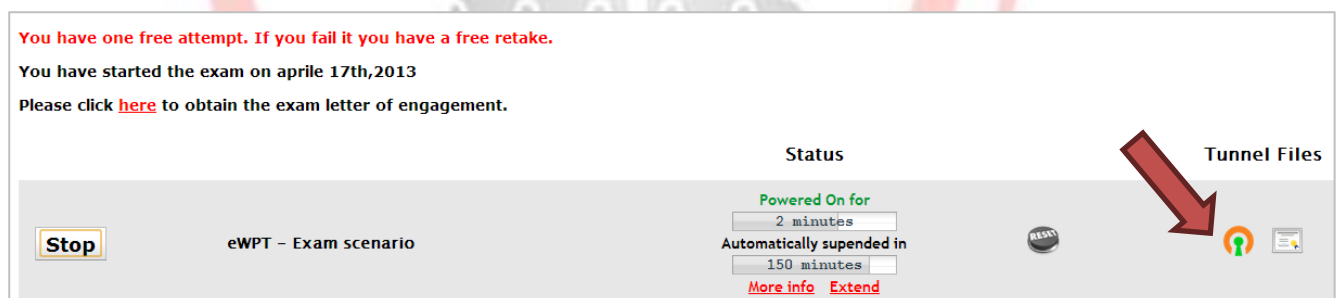 You have one free attempt. If you fail it you have a free retake.
You have started the exam on aprile 17th,2013
Please click here to obtain the exam letter of engagement.
Status
Tunnel Files
Powered On for
2 minutes
Stop
eWPT - Exam scenario
Automatically supended in
RESET
150 minutes
More info Extend